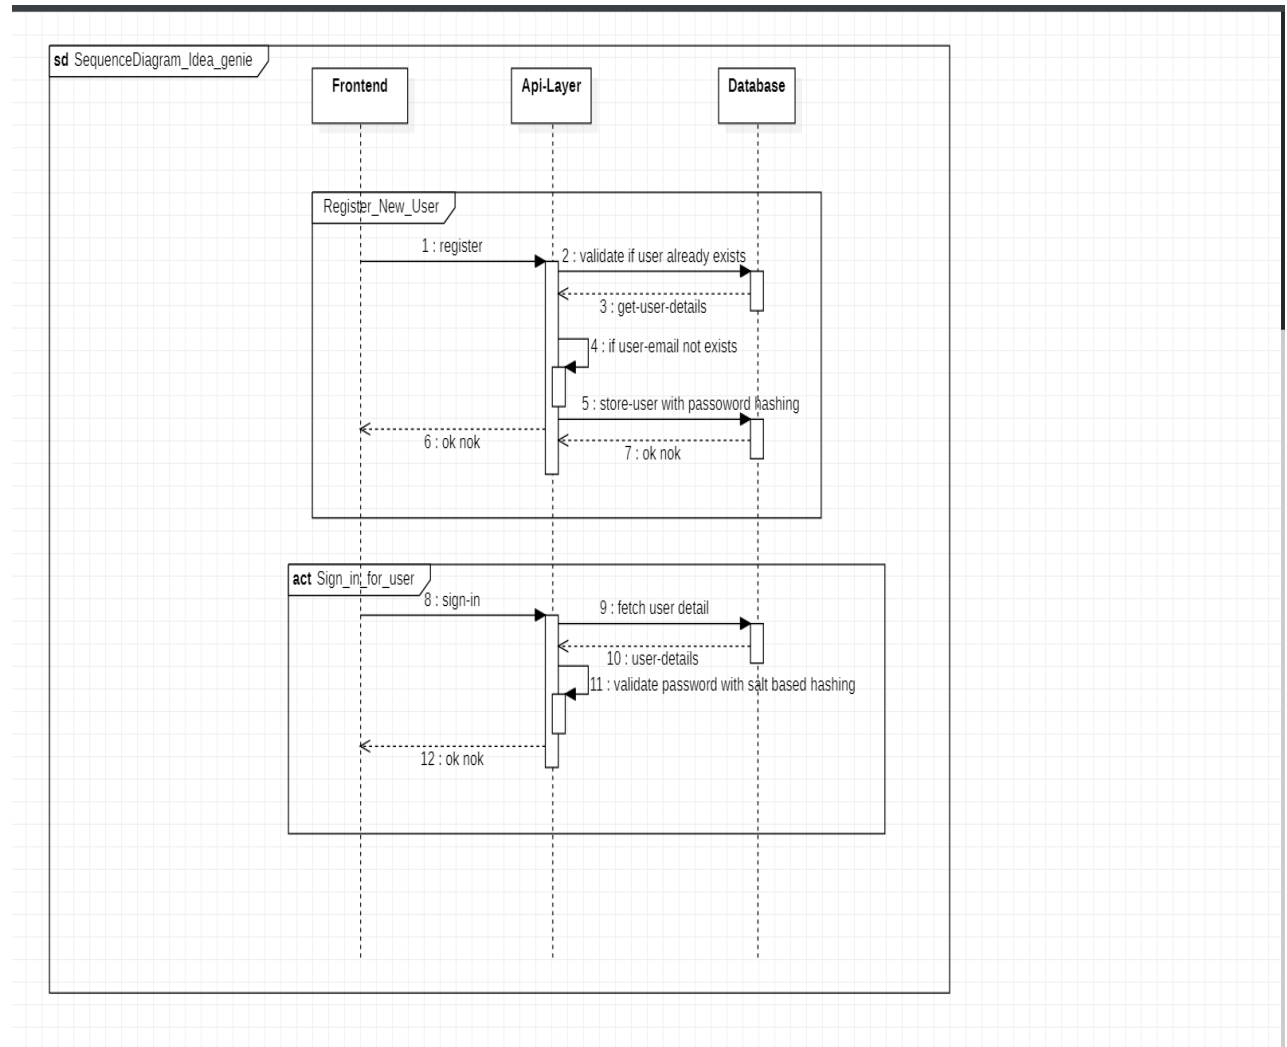 sd SequenceDiagram_Idea_genie
Frontend
Api-Layer
Database
Register_New_User
1 : register
2 : validate if user already exists
3 : get-user-details
4 : if user-email not exists
5 : store-user with passoword hashing
6 : ok nok
7 : ok nok
act Sign_in_for_user
8 : sign-in
9 : fetch user detail
10 : user-details
11 : validate password with salt based hashing
12 : ok nok